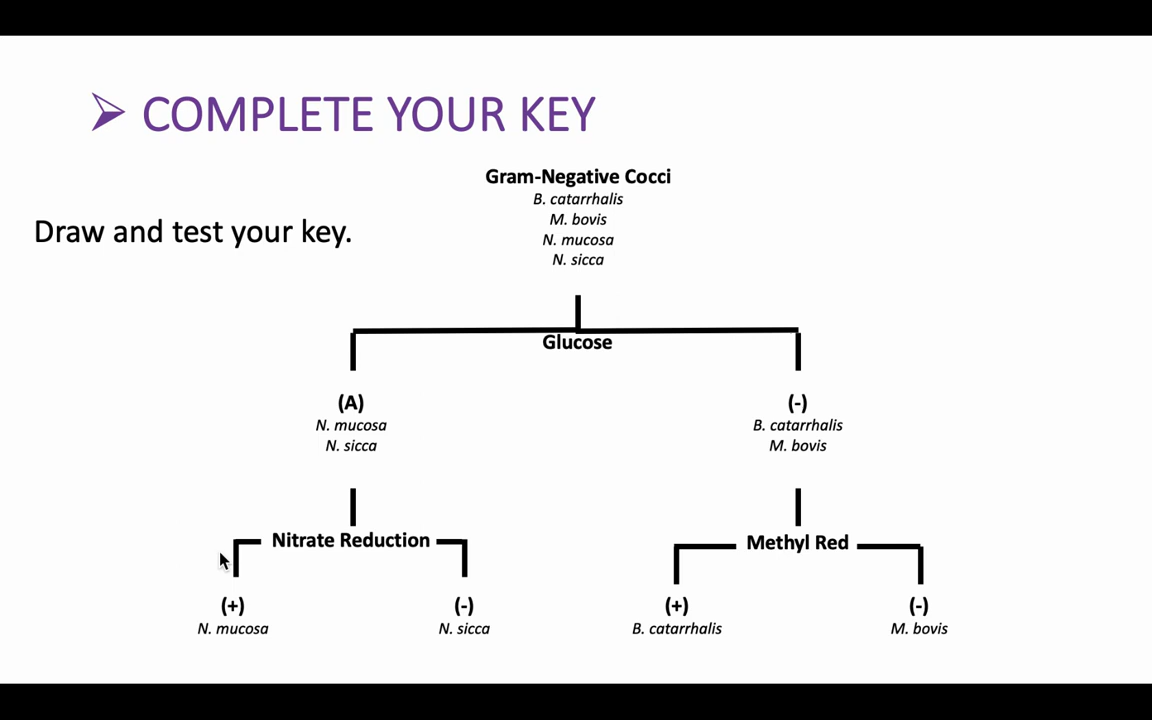 COMPLETE YOUR KEY
Draw and test your key.
Gram-Negative Cocci
B. catarrhalis
M. bovis
N. mucosa
N. sicca
Glucose
(A)
N. mucosa
N. sicca
(-)
B. catarrhalis
M. bovis
Nitrate Reduction
(+)
N. mucosa
(-)
N. sicca
Methyl Red
(+)
B. catarrhalis
(-)
M. bovis